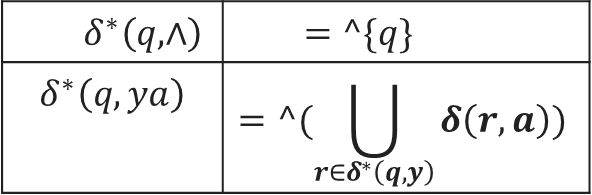 δ*(q,Λ) = ^{q}
δ*(q, ya) = ^( ⋃ δ(r, a))
r∈δ*(q,y)